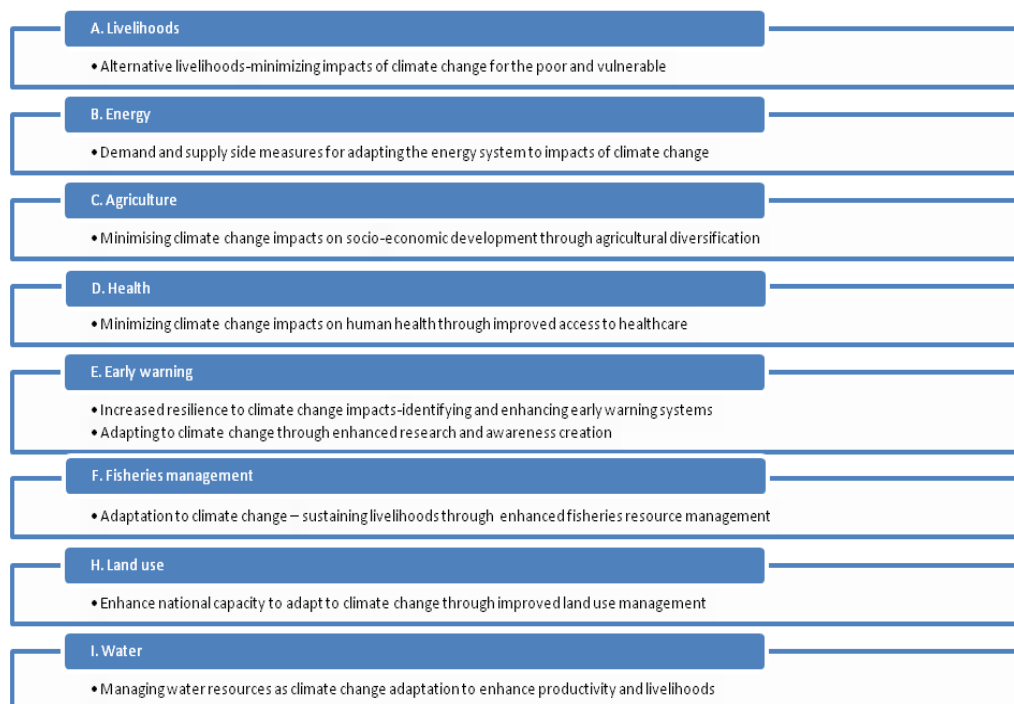 A. Livelihoods
• Alternative livelihoods-minimizing impacts of climate change for the poor and vulnerable
B. Energy
• Demand and supply side measures for adapting the energy system to impacts of climate change
C. Agriculture
• Minimising climate change impacts on socio-economic development through agricultural diversification
D. Health
• Minimizing climate change impacts on human health through improved access to healthcare
E. Early warning
• Increased resilience to climate change impacts-identifying and enhancing early warning systems
• Adapting to climate change through enhanced research and awareness creation
F. Fisheries management
• Adaptation to climate change – sustaining livelihoods through enhanced fisheries resource management
H. Land use
• Enhance national capacity to adapt to climate change through improved land use management
I. Water
• Managing water resources as climate change adaptation to enhance productivity and livelihoods